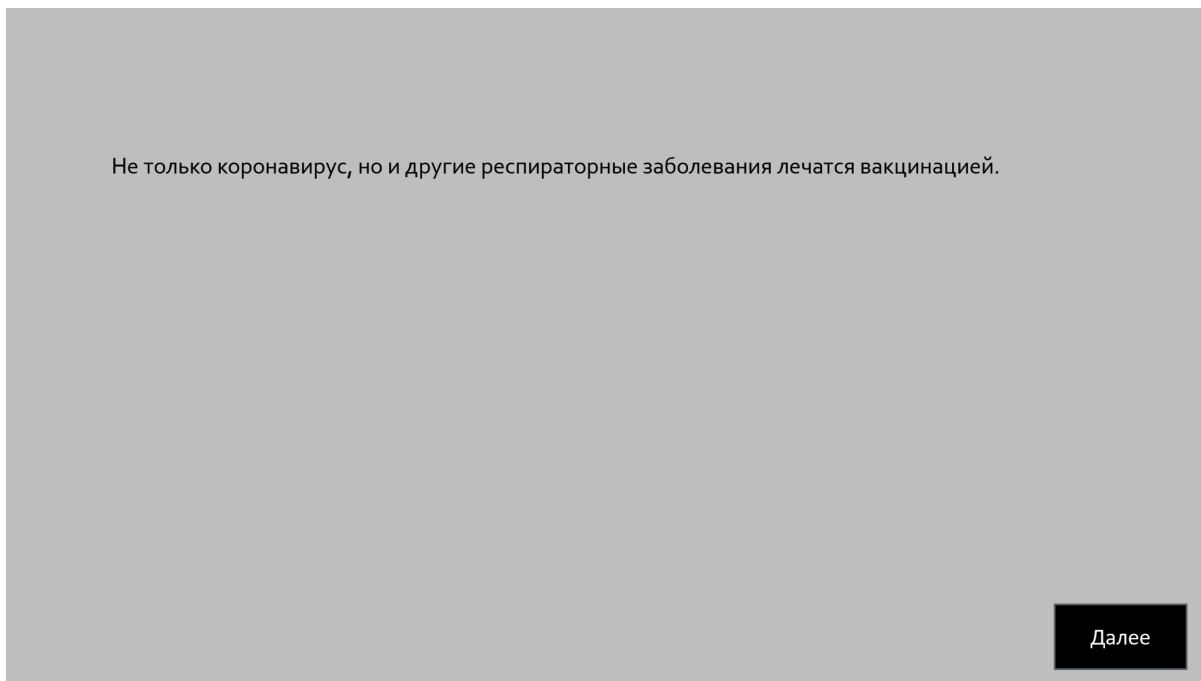 Не только коронавирус, но и другие респираторные заболевания лечатся вакцинацией.
Далее